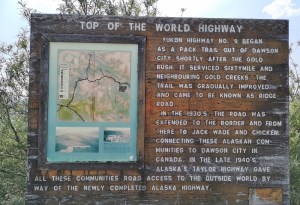 TOP OF THE WORLD HIGHWAY
YUKON HIGHWAY NO. 9 BEGAN
AS A PACK TRAIL OUT OF DAWSON
CITY SHORTLY AFTER THE GOLD
RUSH. IT SERVICED SIXTYMILE AND
NEIGHBOURING GOLD CREEKS. THE
TRAIL WAS GRADUALLY IMPROVED
AND CAME TO BE KNOWN AS RIDGE
ROAD.
IN THE 1930'S THE ROAD WAS
EXTENDED TO THE BORDER AND FROM
THERE TO JACK WADE AND CHICKEN,
CONNECTING THESE ALASKAN COM-
MUNITIES TO DAWSON CITY IN
CANADA. IN THE LATE 1940'S,
ALASKA'S TAYLOR HIGHWAY GAVE
ALL THESE COMMUNITIES ROAD ACCESS TO THE OUTSIDE WORLD BY
WAY OF THE NEWLY COMPLETED ALASKA HIGHWAY.